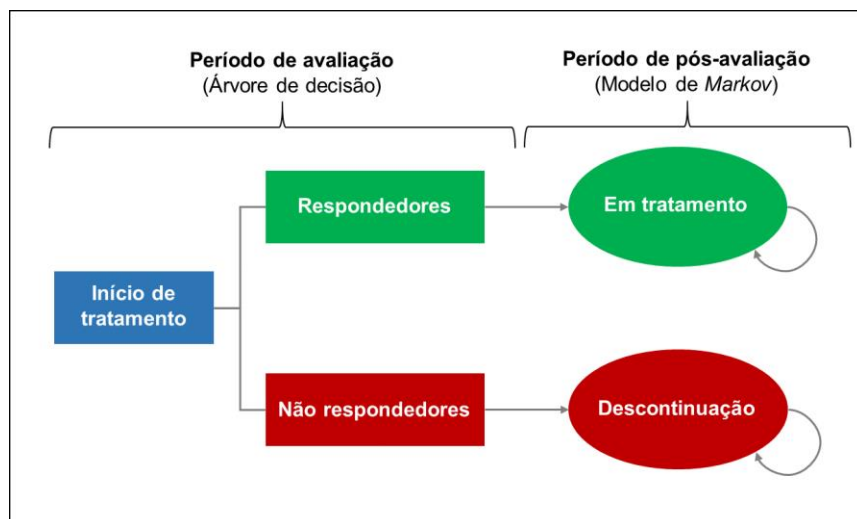 Período de avaliação
(Árvore de decisão)
Período de pós-avaliação
(Modelo de Markov)
Respondedores
Em tratamento
Início de
tratamento
Não respondedores
Descontinuação